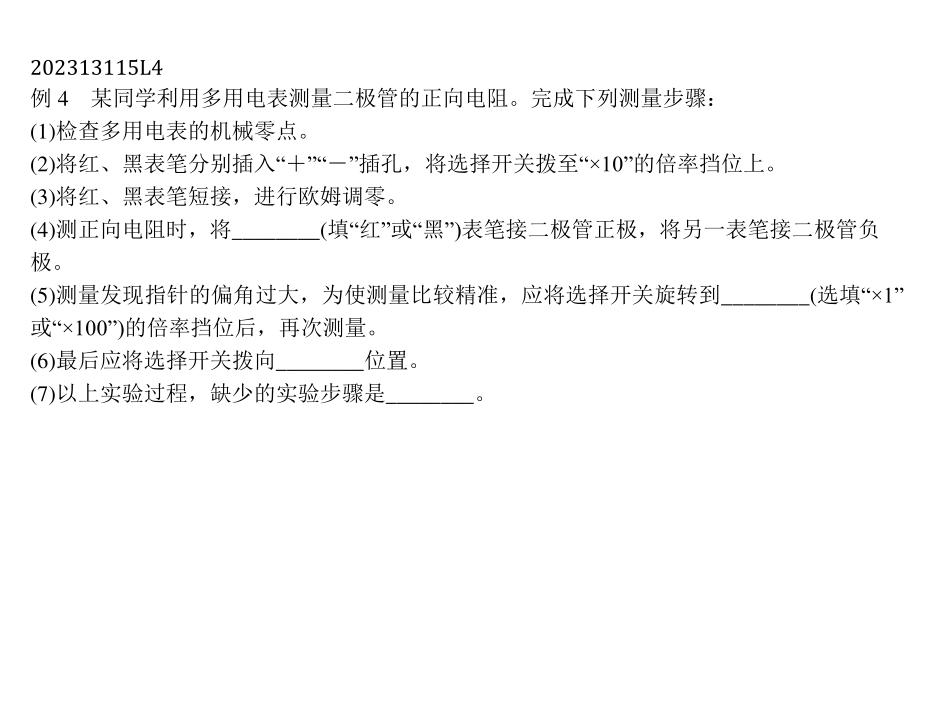 202313115L4
例 4　某同学利用多用电表测量二极管的正向电阻。完成下列测量步骤：
(1)检查多用电表的机械零点。
(2)将红、黑表笔分别插入“＋”“－”插孔，将选择开关拨至“×10”的倍率挡位上。
(3)将红、黑表笔短接，进行欧姆调零。
(4)测正向电阻时，将________(填“红”或“黑”)表笔接二极管正极，将另一表笔接二极管负
极。
(5)测量发现指针的偏角过大，为使测量比较精准，应将选择开关旋转到________(选填“×1”
或“×100”)的倍率挡位后，再次测量。
(6)最后应将选择开关拨向________位置。
(7)以上实验过程，缺少的实验步骤是________。